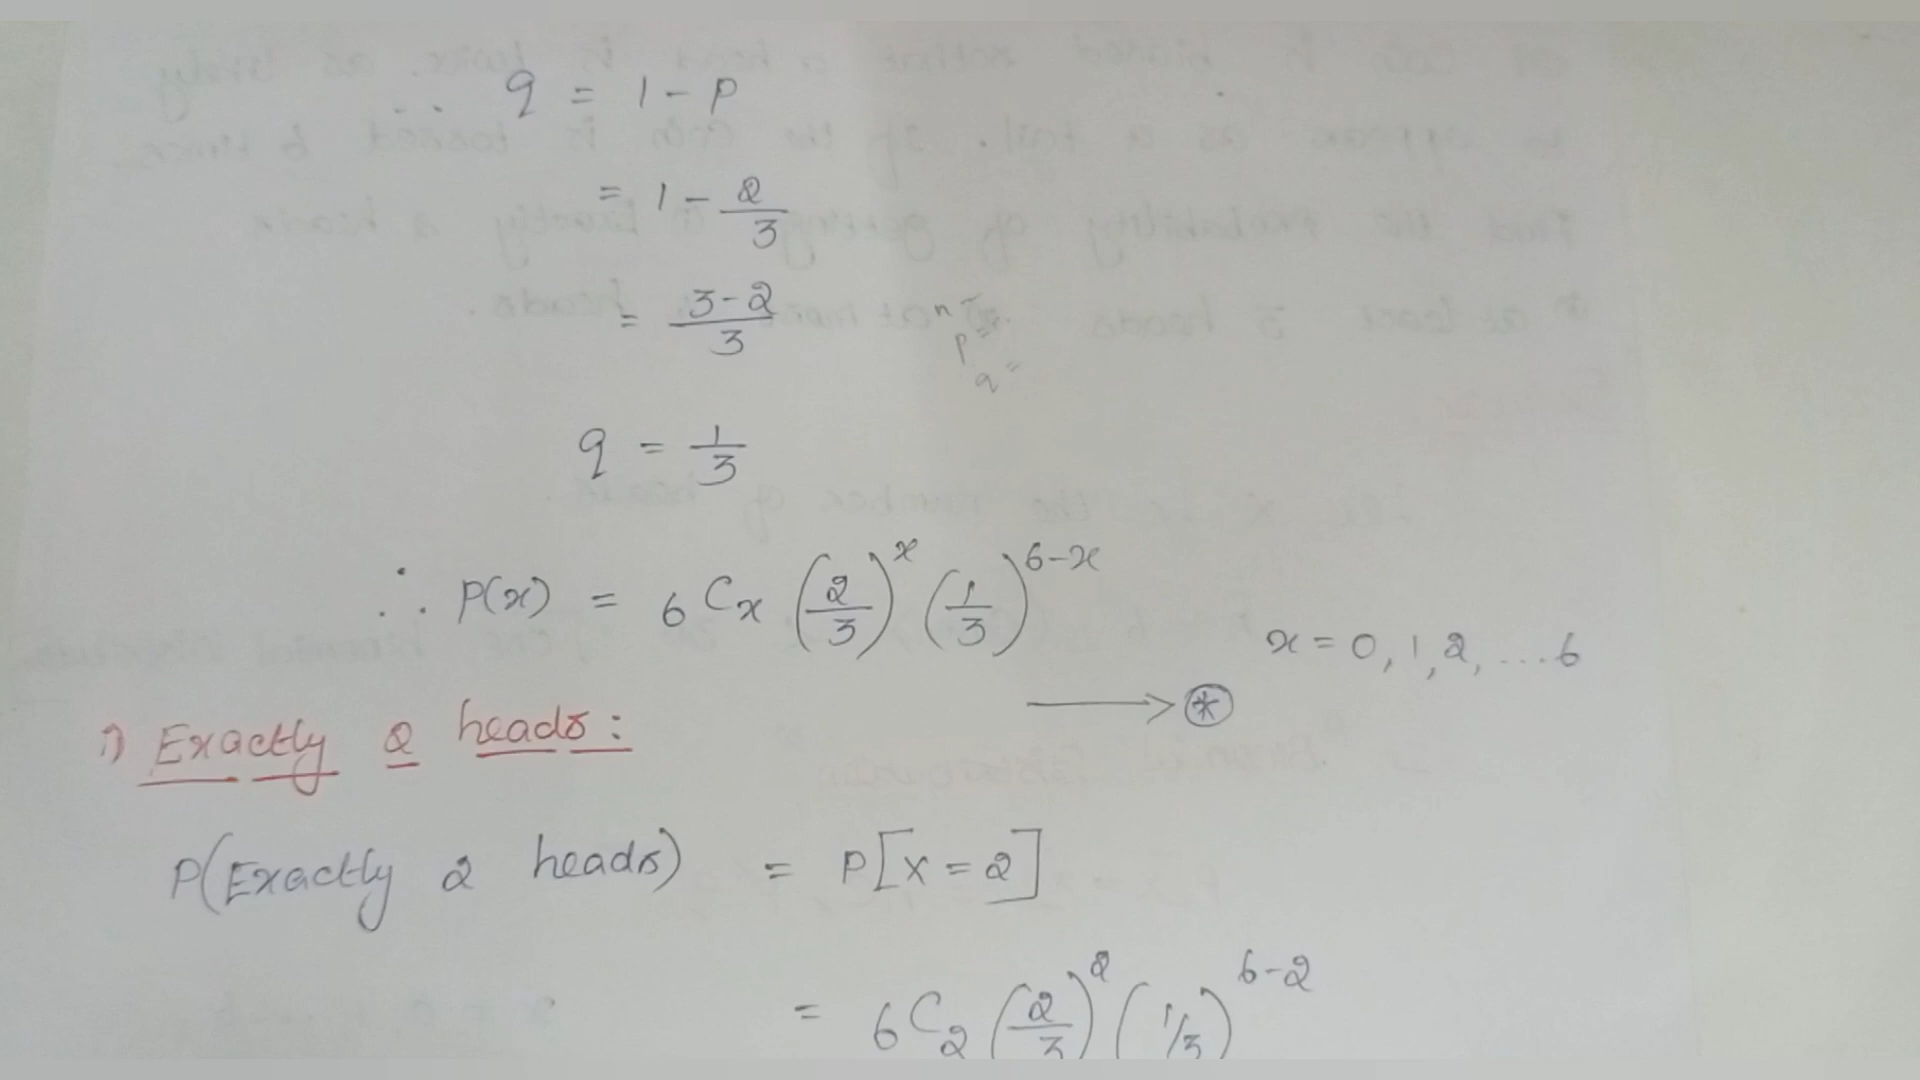 q = 1 - p
= 1 - 2/3
= 3-2/3
q = 1/3
∴ P(x) = 6Cx (2/3)^x (1/3)^6-x
x = 0, 1, 2, ...6
⟶ ⊛
i) Exactly 2 heads:
P(Exactly 2 heads) = P[X = 2]
= 6C2 (2/3)^2 (1/3)^6-2